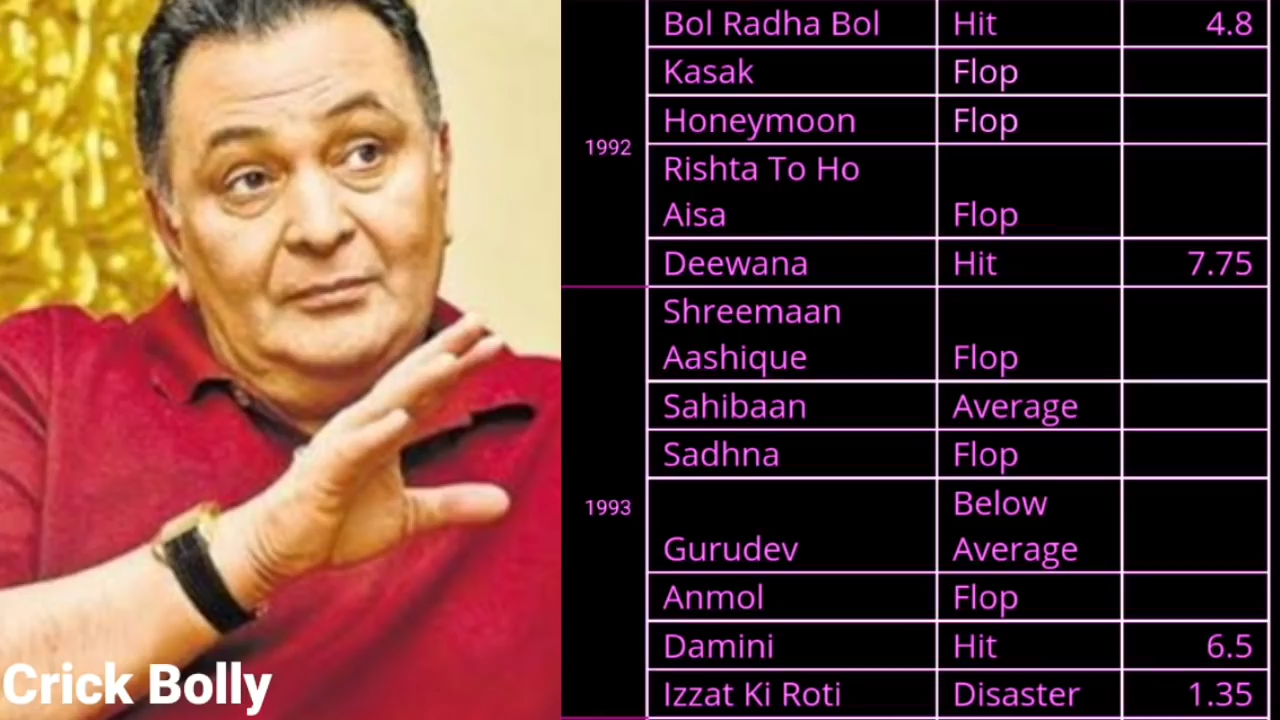 Bol Radha Bol Hit 4.8
Kasak Flop
Honeymoon Flop
1992
Rishta To Ho
Aisa Flop
Deewana Hit 7.75
Shreemaan
Aashique Flop
Sahibaan Average
Sadhna Flop
1993
Below
Gurudev Average
Anmol Flop
Damini Hit 6.5
Izzat Ki Roti Disaster 1.35
Crick Bolly